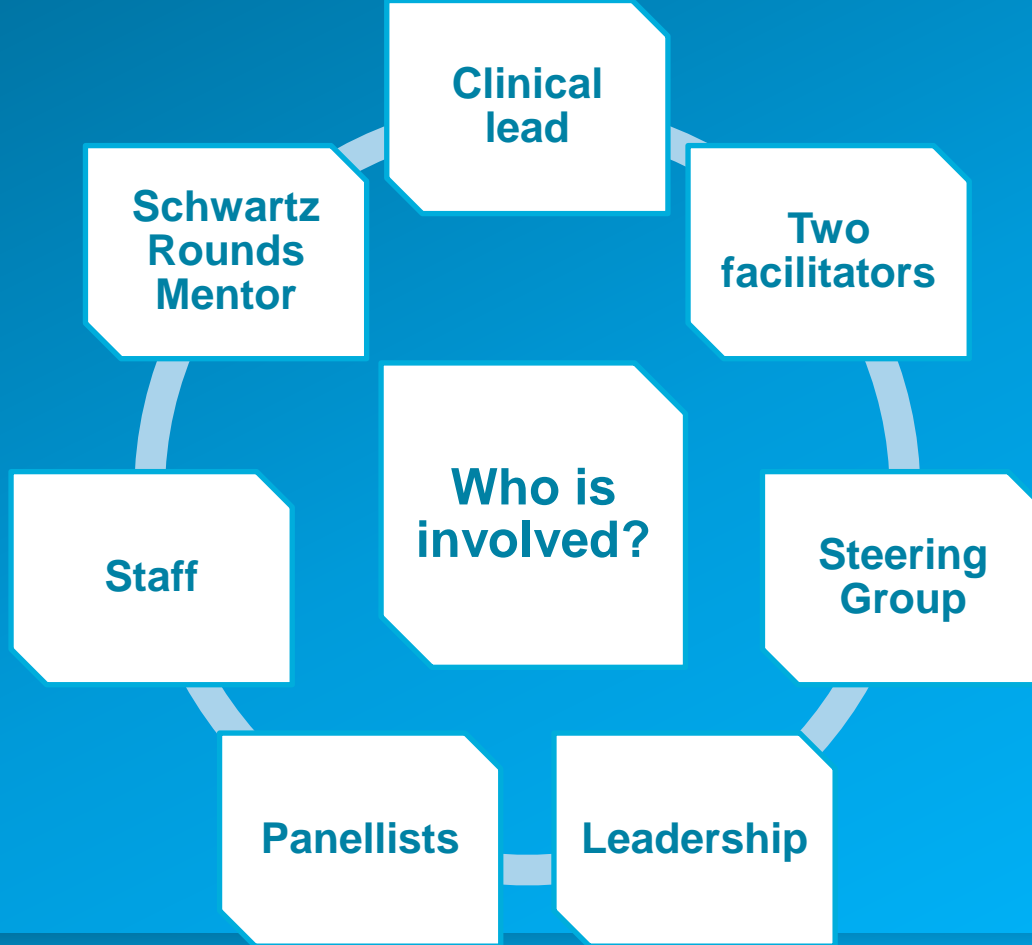 Who is
involved?
Clinical
lead
Two
facilitators
Steering
Group
Leadership
Panellists
Staff
Schwartz
Rounds
Mentor